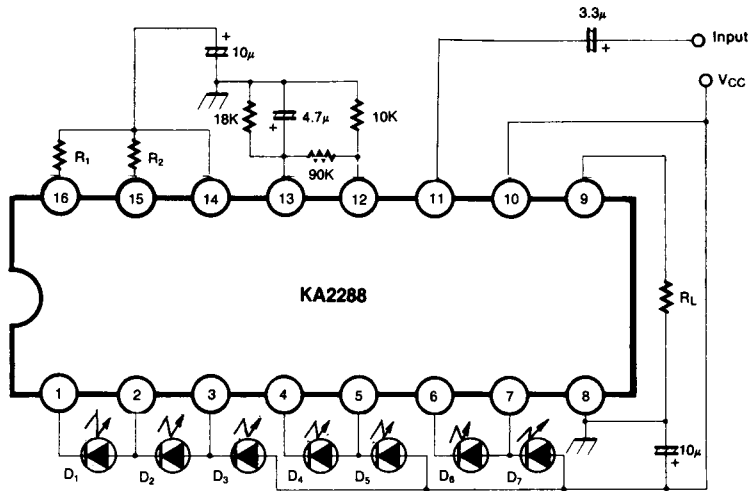 3.3μ
+
Input
+
10μ
VCC
18K
+
4.7μ
10K
R1
R2
90K
16
15
14
13
12
11
10
9
KA2288
RL
1
2
3
4
5
6
7
8
+
10μ
D1
D2
D3
D4
D5
D6
D7